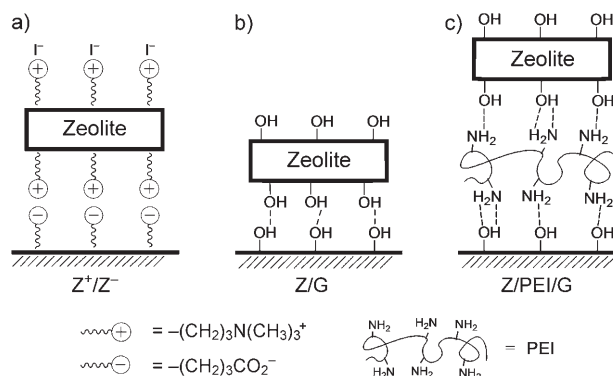 a)
I⁻ I⁻ I⁻
+ + +
Zeolite
+ + +
− − −
Z⁺/Z⁻
b)
OH OH OH
Zeolite
OH OH OH
OH OH OH
Z/G
c)
OH OH OH
Zeolite
OH OH OH
NH₂ H₂N NH₂
H₂N NH₂ NH₂
OH OH OH
Z/PEI/G
+ = –(CH₂)₃N(CH₃)₃⁺
− = –(CH₂)₃CO₂⁻
NH₂ H₂N NH₂
= PEI
H₂N NH₂ NH₂